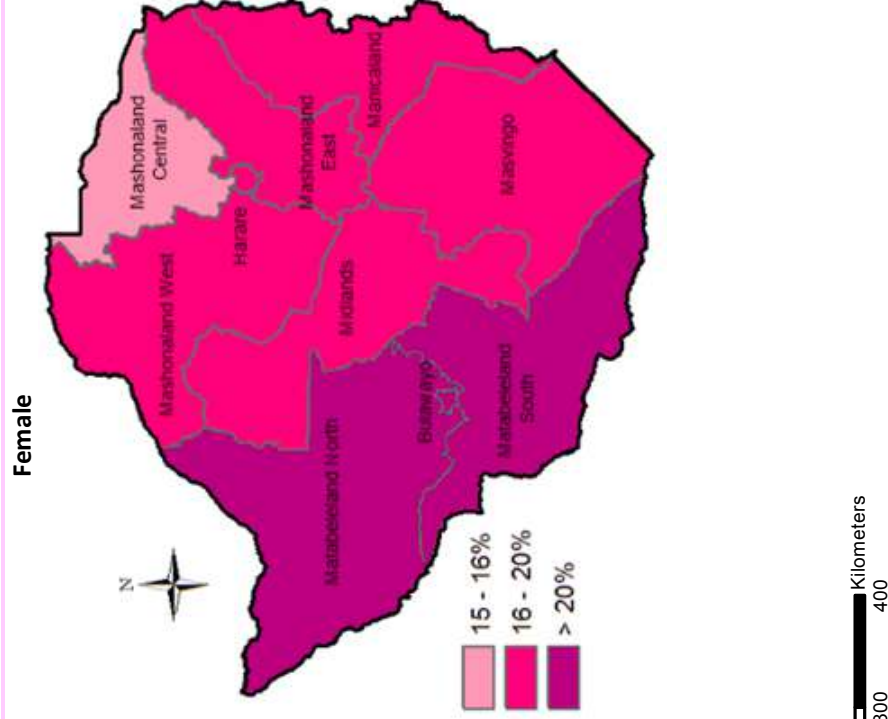 Female
N
Mashonaland
Central
Mashonaland West
Harare
Mashonaland
East
Manicaland
Midlands
Masvingo
Matabeleland North
Bulawayo
Matabeleland
South
15 - 16%
16 - 20%
> 20%
Kilometers
300
400